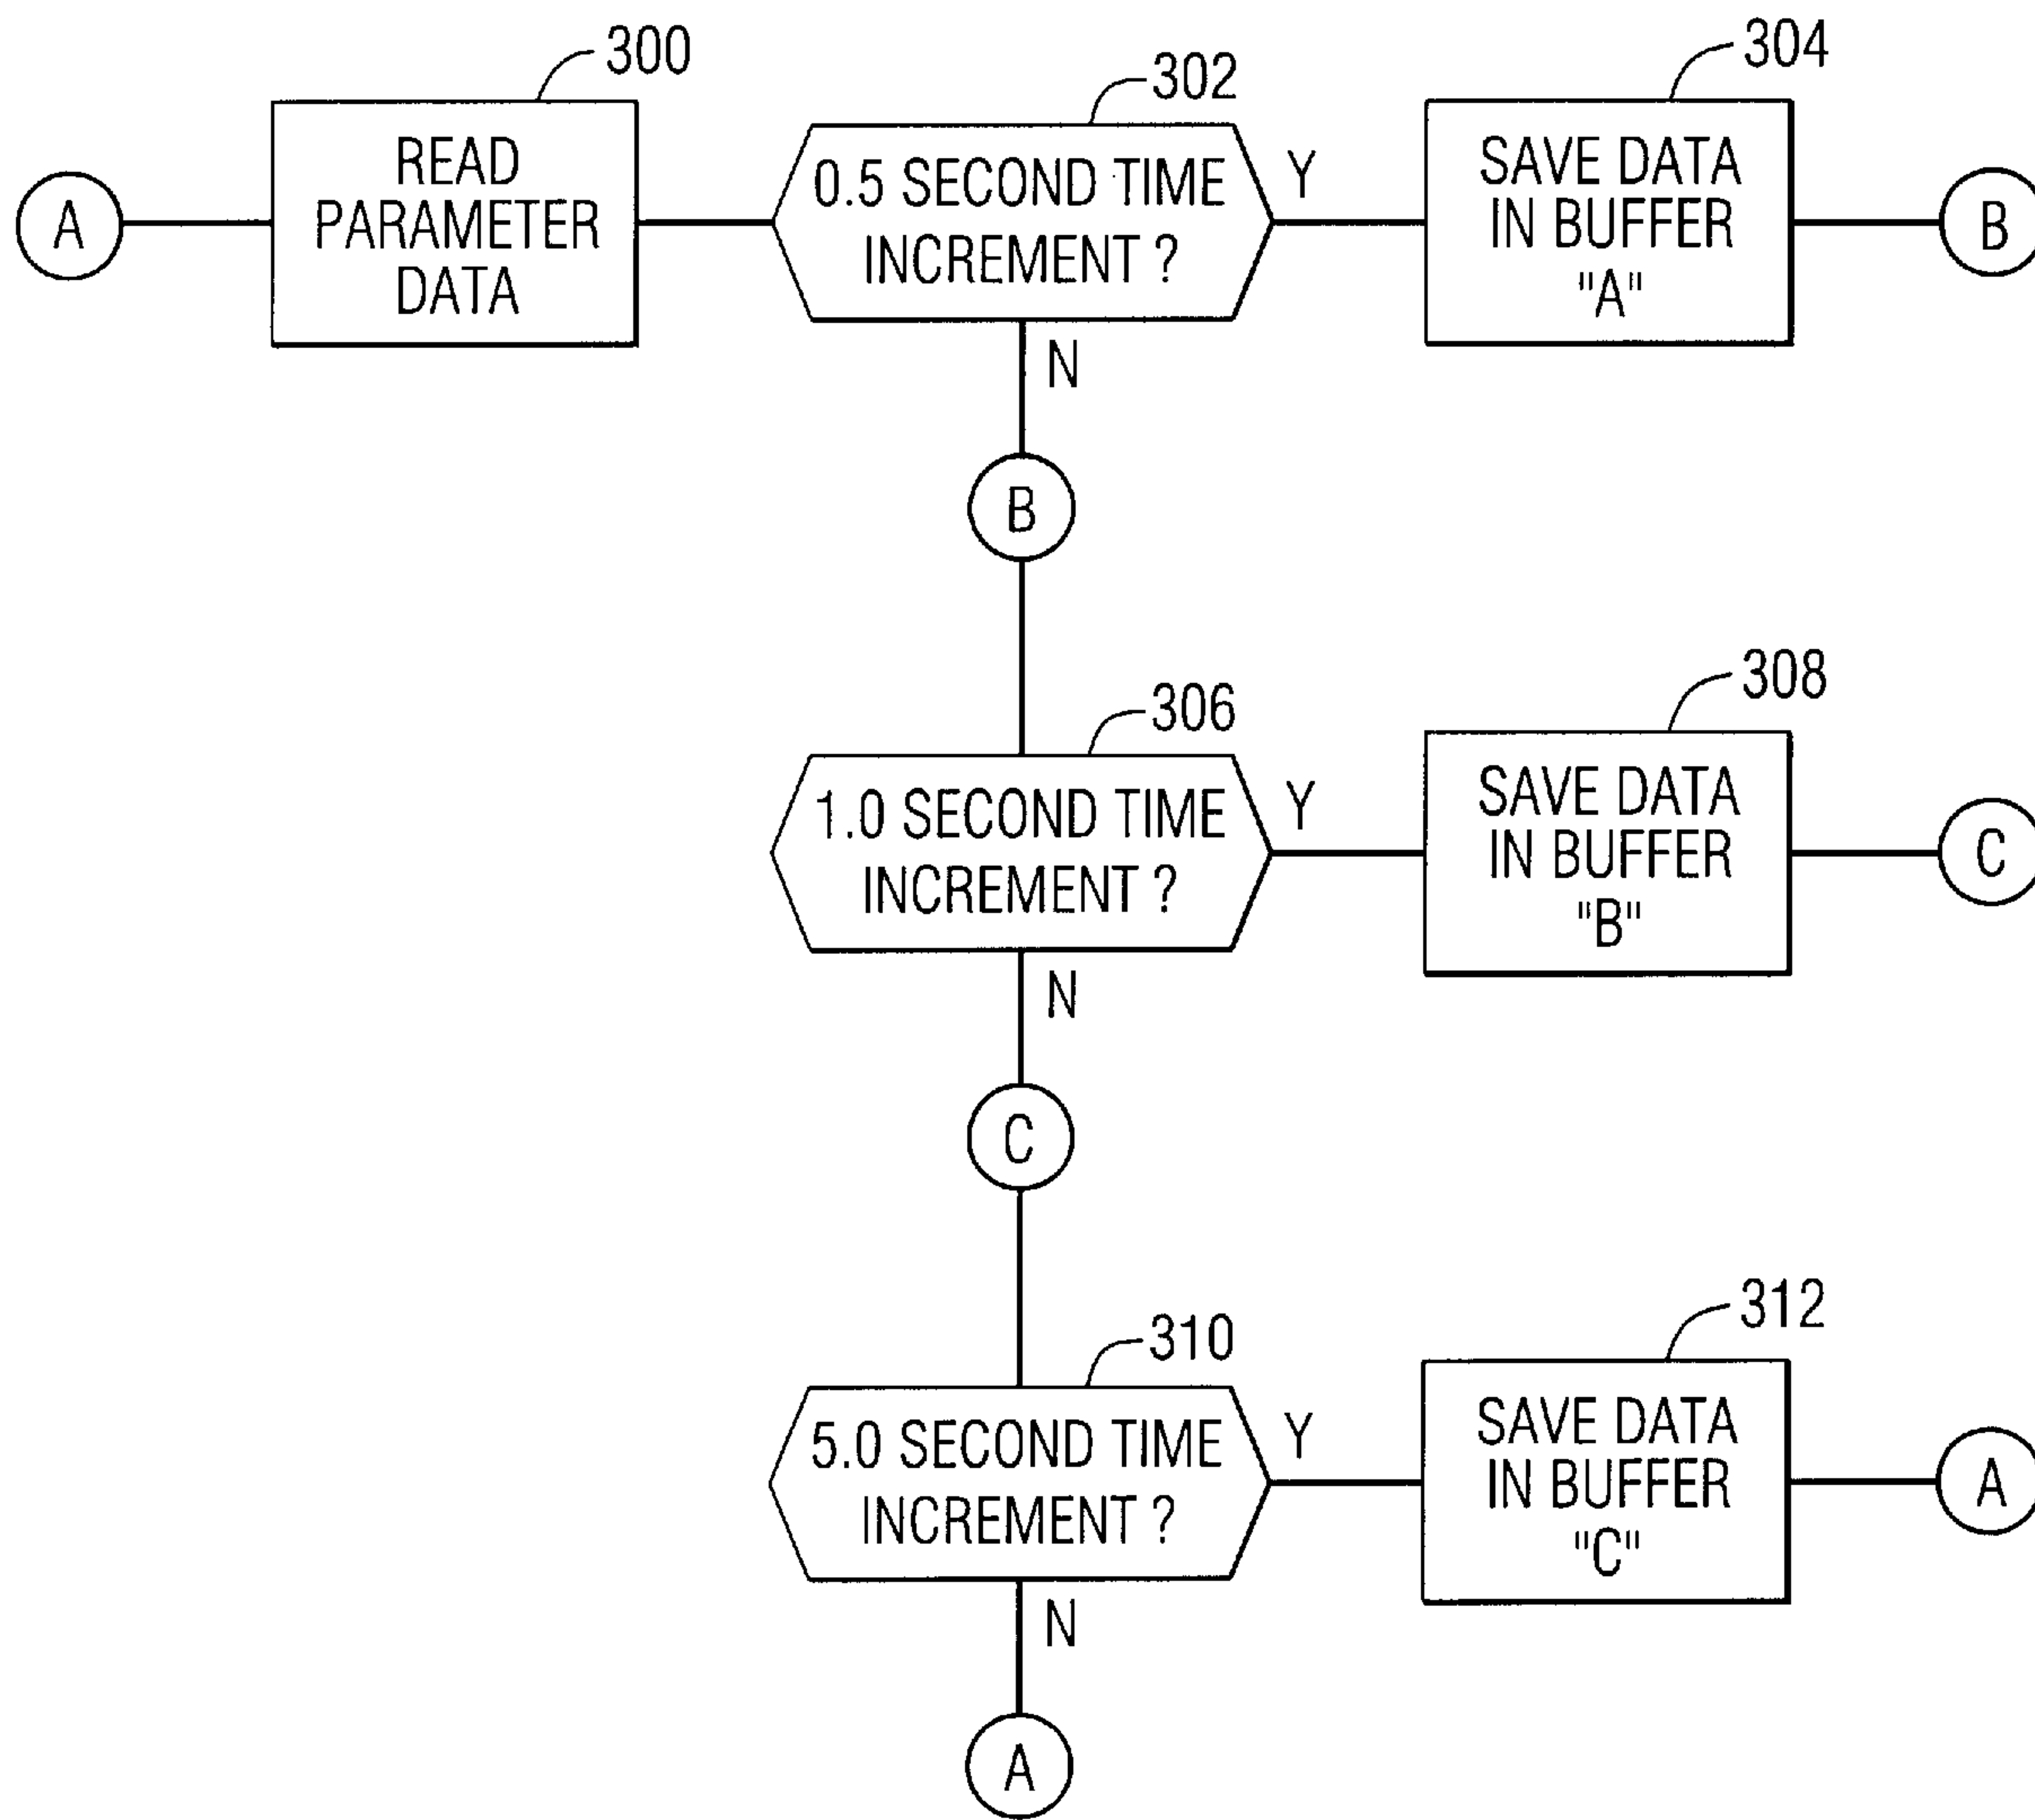 300
302
304
A
READ
PARAMETER
DATA
0.5 SECOND TIME
INCREMENT ?
Y
SAVE DATA
IN BUFFER
"A"
B
N
B
306
308
1.0 SECOND TIME
INCREMENT ?
Y
SAVE DATA
IN BUFFER
"B"
C
N
C
310
312
5.0 SECOND TIME
INCREMENT ?
Y
SAVE DATA
IN BUFFER
"C"
A
N
A